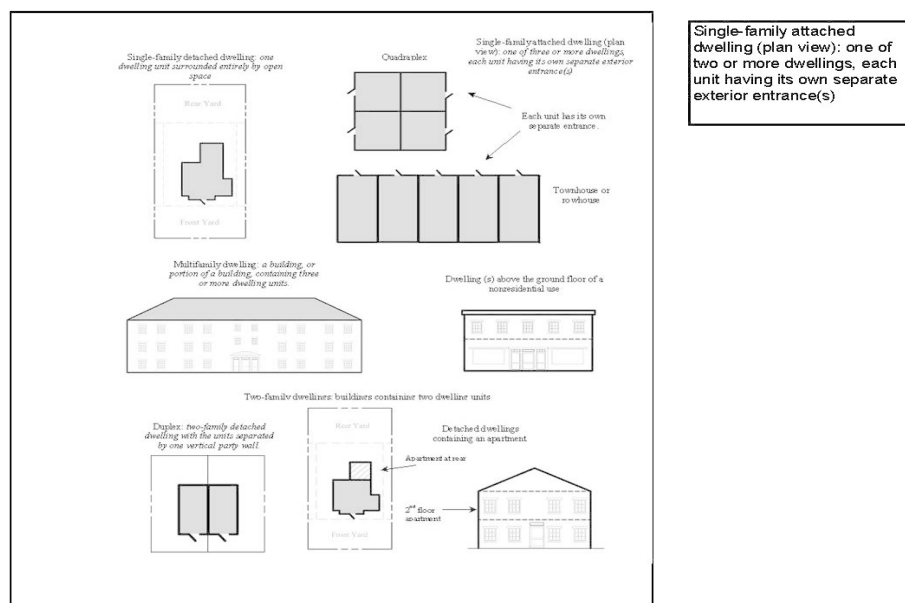 Single-family detached dwelling: one
dwelling unit surrounded entirely by open
space
Rear Yard
Front Yard
Quadraplex
Single-family attached dwelling (plan
view): one of three or more dwellings,
each unit having its own separate exterior
entrance(s)
Each unit has its own
separate entrance.
Townhouse or
rowhouse
Multifamily dwelling: a building, or
portion of a building, containing three
or more dwelling units.
Dwelling (s) above the ground floor of a
nonresidential use
Two-family dwellines: buildines containing two dwelline units
Duplex: two-family detached
dwelling with the units separated
by one vertical party wall.
Rear Yard
Front Yard
Detached dwellings
containing an apartment
Apartment at rear
2nd floor
apartment
Single-family attached
dwelling (plan view): one of
two or more dwellings, each
unit having its own separate
exterior entrance(s)